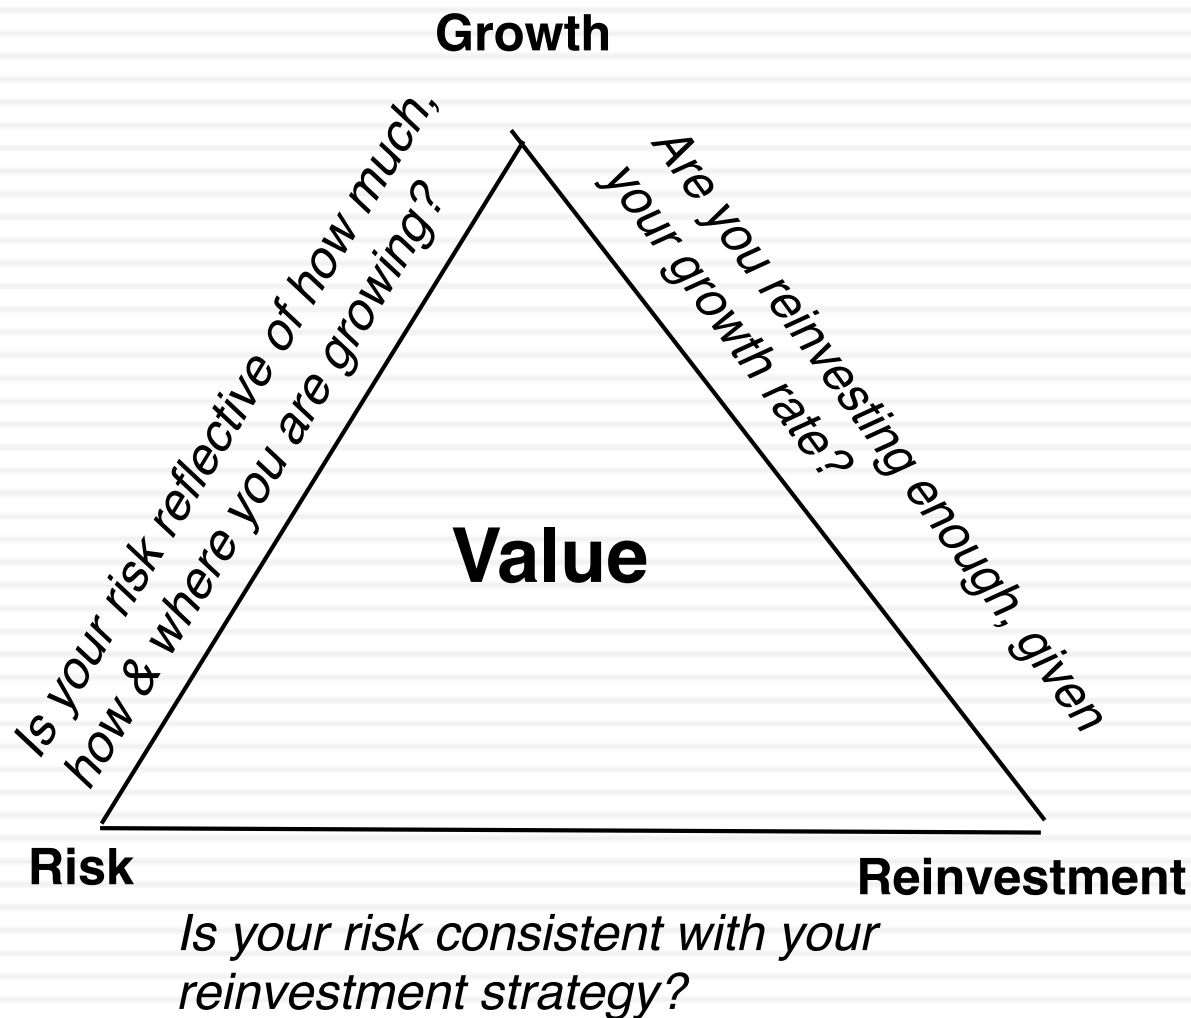 Growth
Is your risk reflective of how much,
how & where you are growing?
Are you reinvesting enough, given
your growth rate?
Value
Risk
Reinvestment
Is your risk consistent with your
reinvestment strategy?